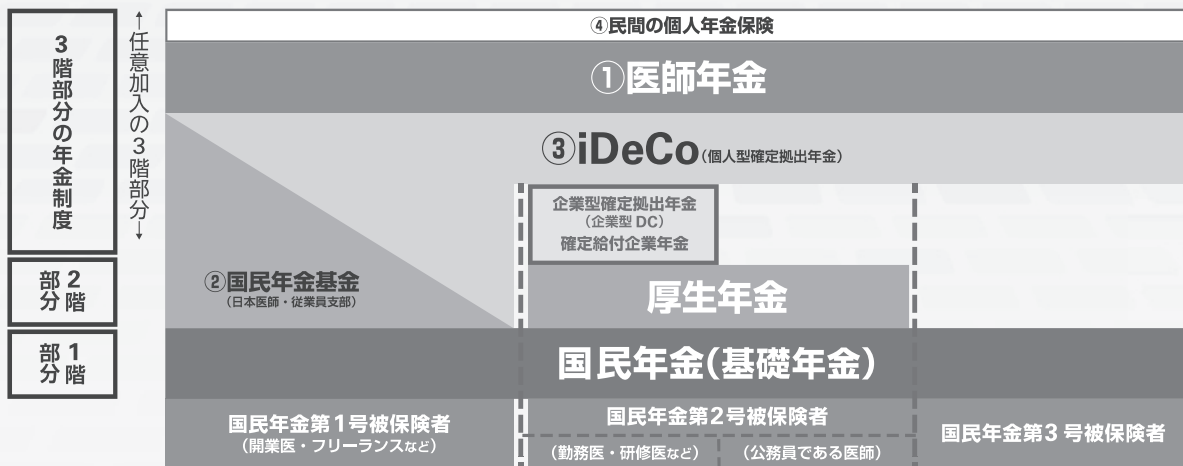 ④民間の個人年金保険
3階部分の年金制度
←任意加入の3階部分→
①医師年金
③iDeCo(個人型確定拠出年金)
企業型確定拠出年金
(企業型 DC)
確定給付企業年金
②国民年金基金
(日本医師・従業員支部)
2階部分
厚生年金
1階部分
国民年金(基礎年金)
国民年金第1号被保険者
(開業医・フリーランスなど)
国民年金第2号被保険者
(勤務医・研修医など)
(公務員である医師)
国民年金第3号被保険者